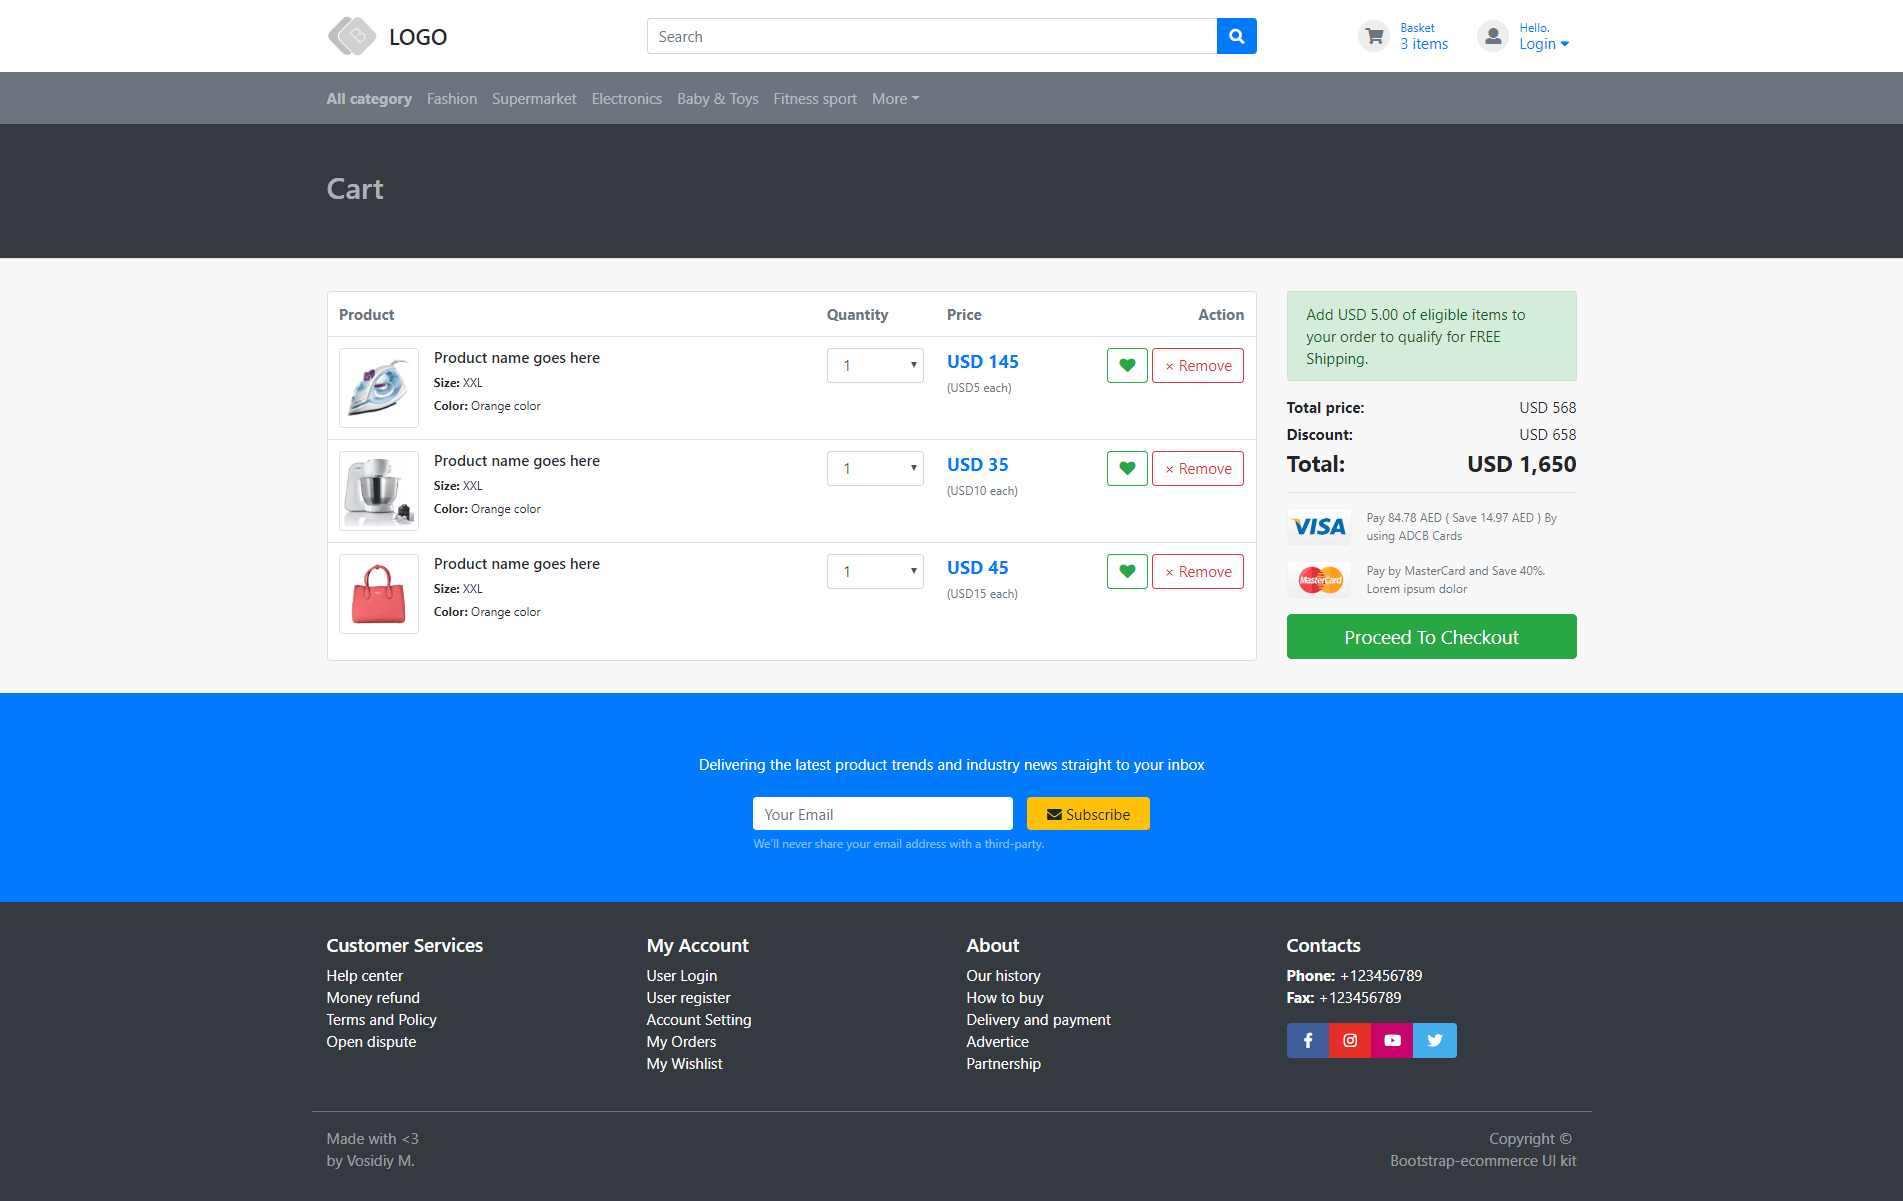 LOGO
Search
Basket
3 items
Hello.
Login
All category Fashion Supermarket Electronics Baby & Toys Fitness sport More
Cart
Product Quantity Price Action
Product name goes here
Size: XXL
Color: Orange color
1
USD 145
(USD5 each)
× Remove
Product name goes here
Size: XXL
Color: Orange color
1
USD 35
(USD10 each)
× Remove
Product name goes here
Size: XXL
Color: Orange color
1
USD 45
(USD15 each)
× Remove
Add USD 5.00 of eligible items to
your order to qualify for FREE
Shipping.
Total price: USD 568
Discount: USD 658
Total: USD 1,650
VISA
Pay 84.78 AED ( Save 14.97 AED ) By
using ADCB Cards
MasterCard
Pay by MasterCard and Save 40%.
Lorem ipsum dolor
Proceed To Checkout
Delivering the latest product trends and industry news straight to your inbox
Your Email
Subscribe
We'll never share your email address with a third-party.
Customer Services
Help center
Money refund
Terms and Policy
Open dispute
My Account
User Login
User register
Account Setting
My Orders
My Wishlist
About
Our history
How to buy
Delivery and payment
Advertice
Partnership
Contacts
Phone: +123456789
Fax: +123456789
Made with <3
by Vosidiy M.
Copyright ©
Bootstrap-ecommerce UI kit